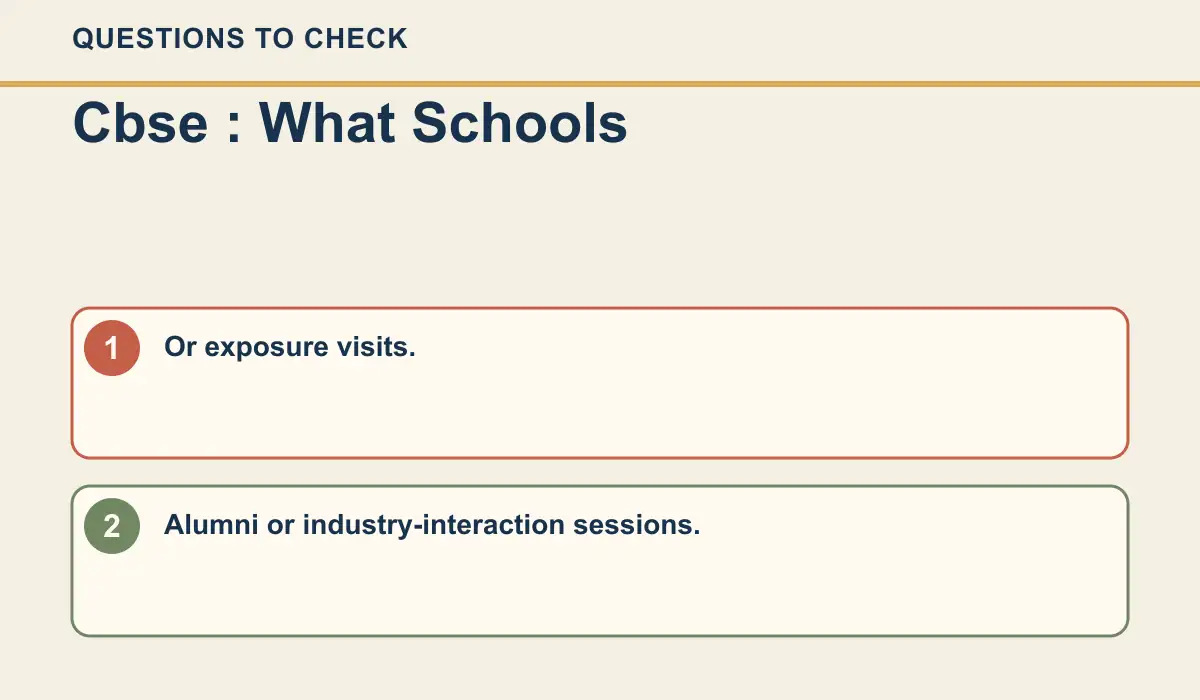 QUESTIONS TO CHECK
Cbse : What Schools
1 Or exposure visits.
2 Alumni or industry-interaction sessions.